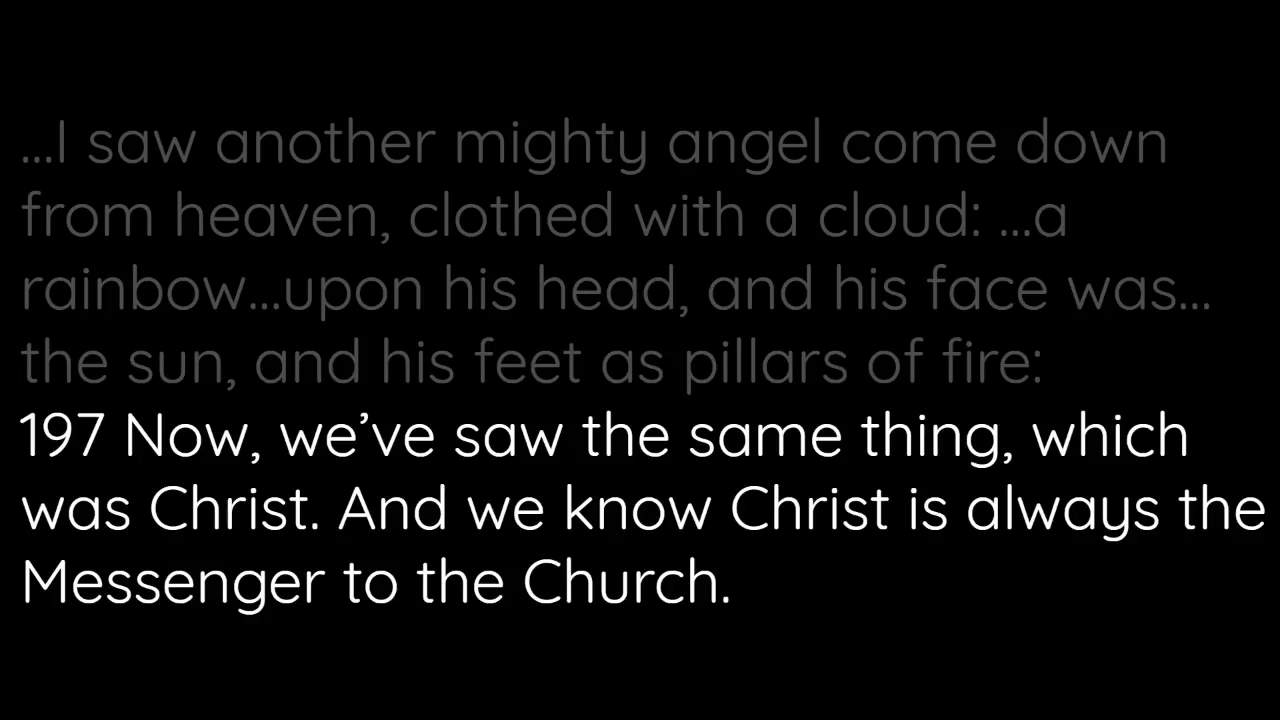 ...I saw another mighty angel come down
from heaven, clothed with a cloud: ...a
rainbow...upon his head, and his face was...
the sun, and his feet as pillars of fire:
197 Now, we’ve saw the same thing, which
was Christ. And we know Christ is always the
Messenger to the Church.